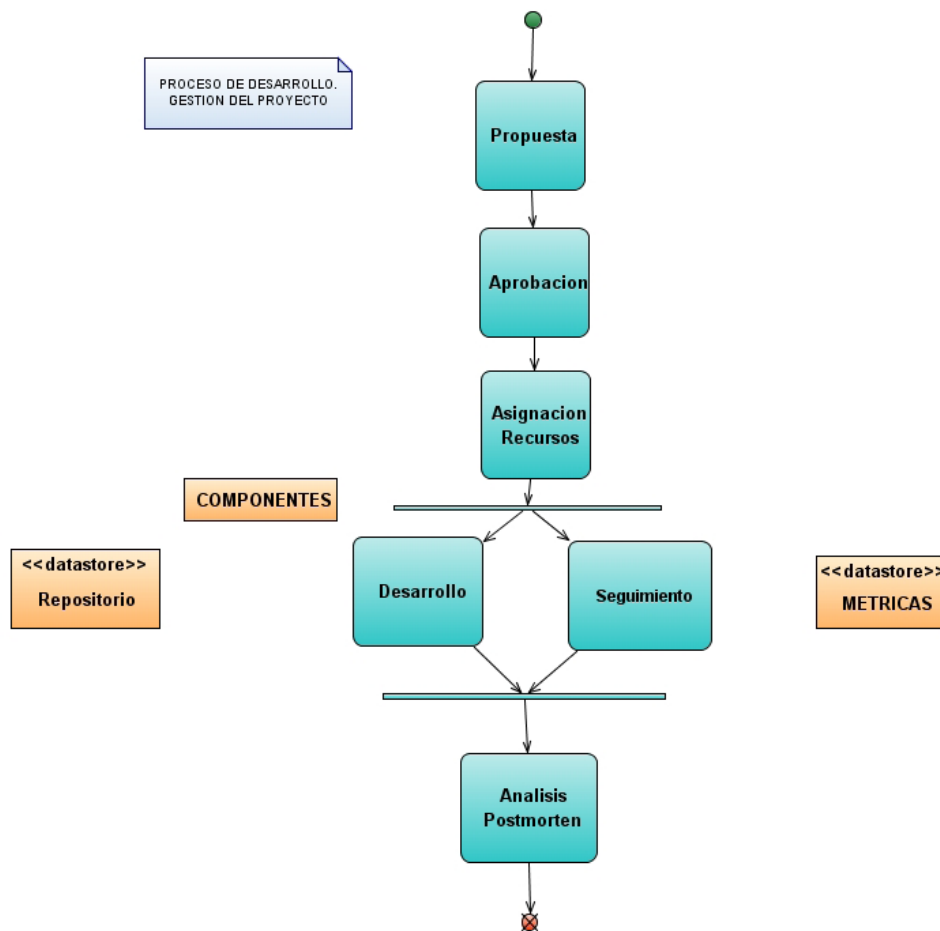 PROCESO DE DESARROLLO.
GESTION DEL PROYECTO
Propuesta
Aprobacion
Asignacion
Recursos
COMPONENTES
<<datastore>>
Repositorio
Desarrollo
Seguimiento
<<datastore>>
METRICAS
Analisis
Postmorten